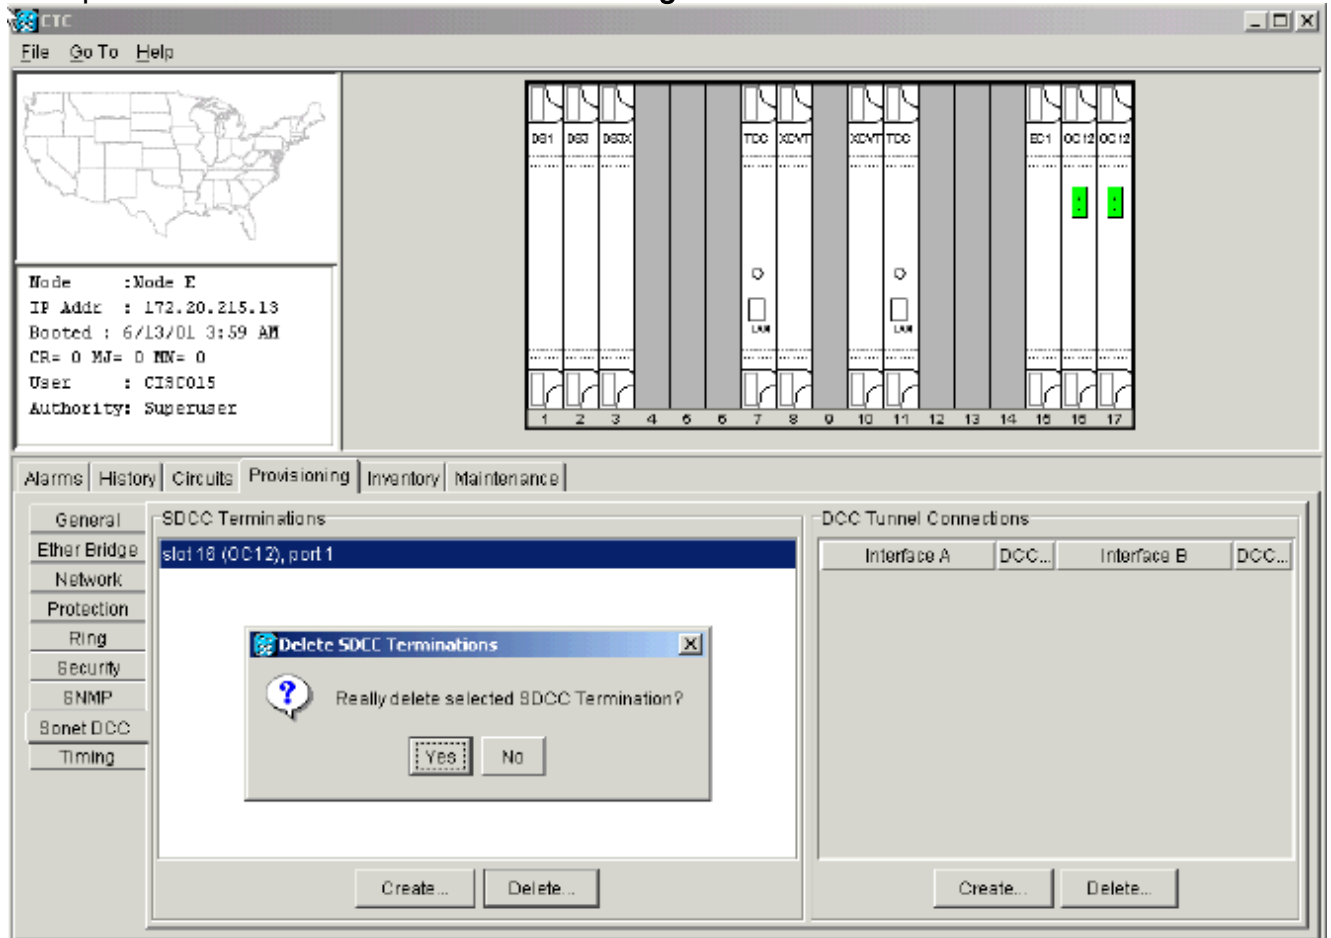 CTC
File Go To Help
DS1 DS3 TCC XCVT XCVT TCC EC1 OC12 OC12
LAN LAN
1 2 3 4 5 6 7 8 9 10 11 12 13 14 15 16 17
Node :Node E
IP Addr : 172.20.215.13
Booted : 6/13/01 3:59 AM
CR= 0 MJ= 0 MN= 0
User : CISCO15
Authority: Superuser
Alarms History Circuits Provisioning Inventory Maintenance
General
Ether Bridge
Network
Protection
Ring
Security
SNMP
Sonet DCC
Timing
SDCC Terminations
slot 16 (OC12), port 1
Delete SDCC Terminations
Really delete selected SDCC Termination?
Yes No
Create... Delete...
DCC Tunnel Connections
Interface A DCC... Interface B DCC...
Create... Delete...